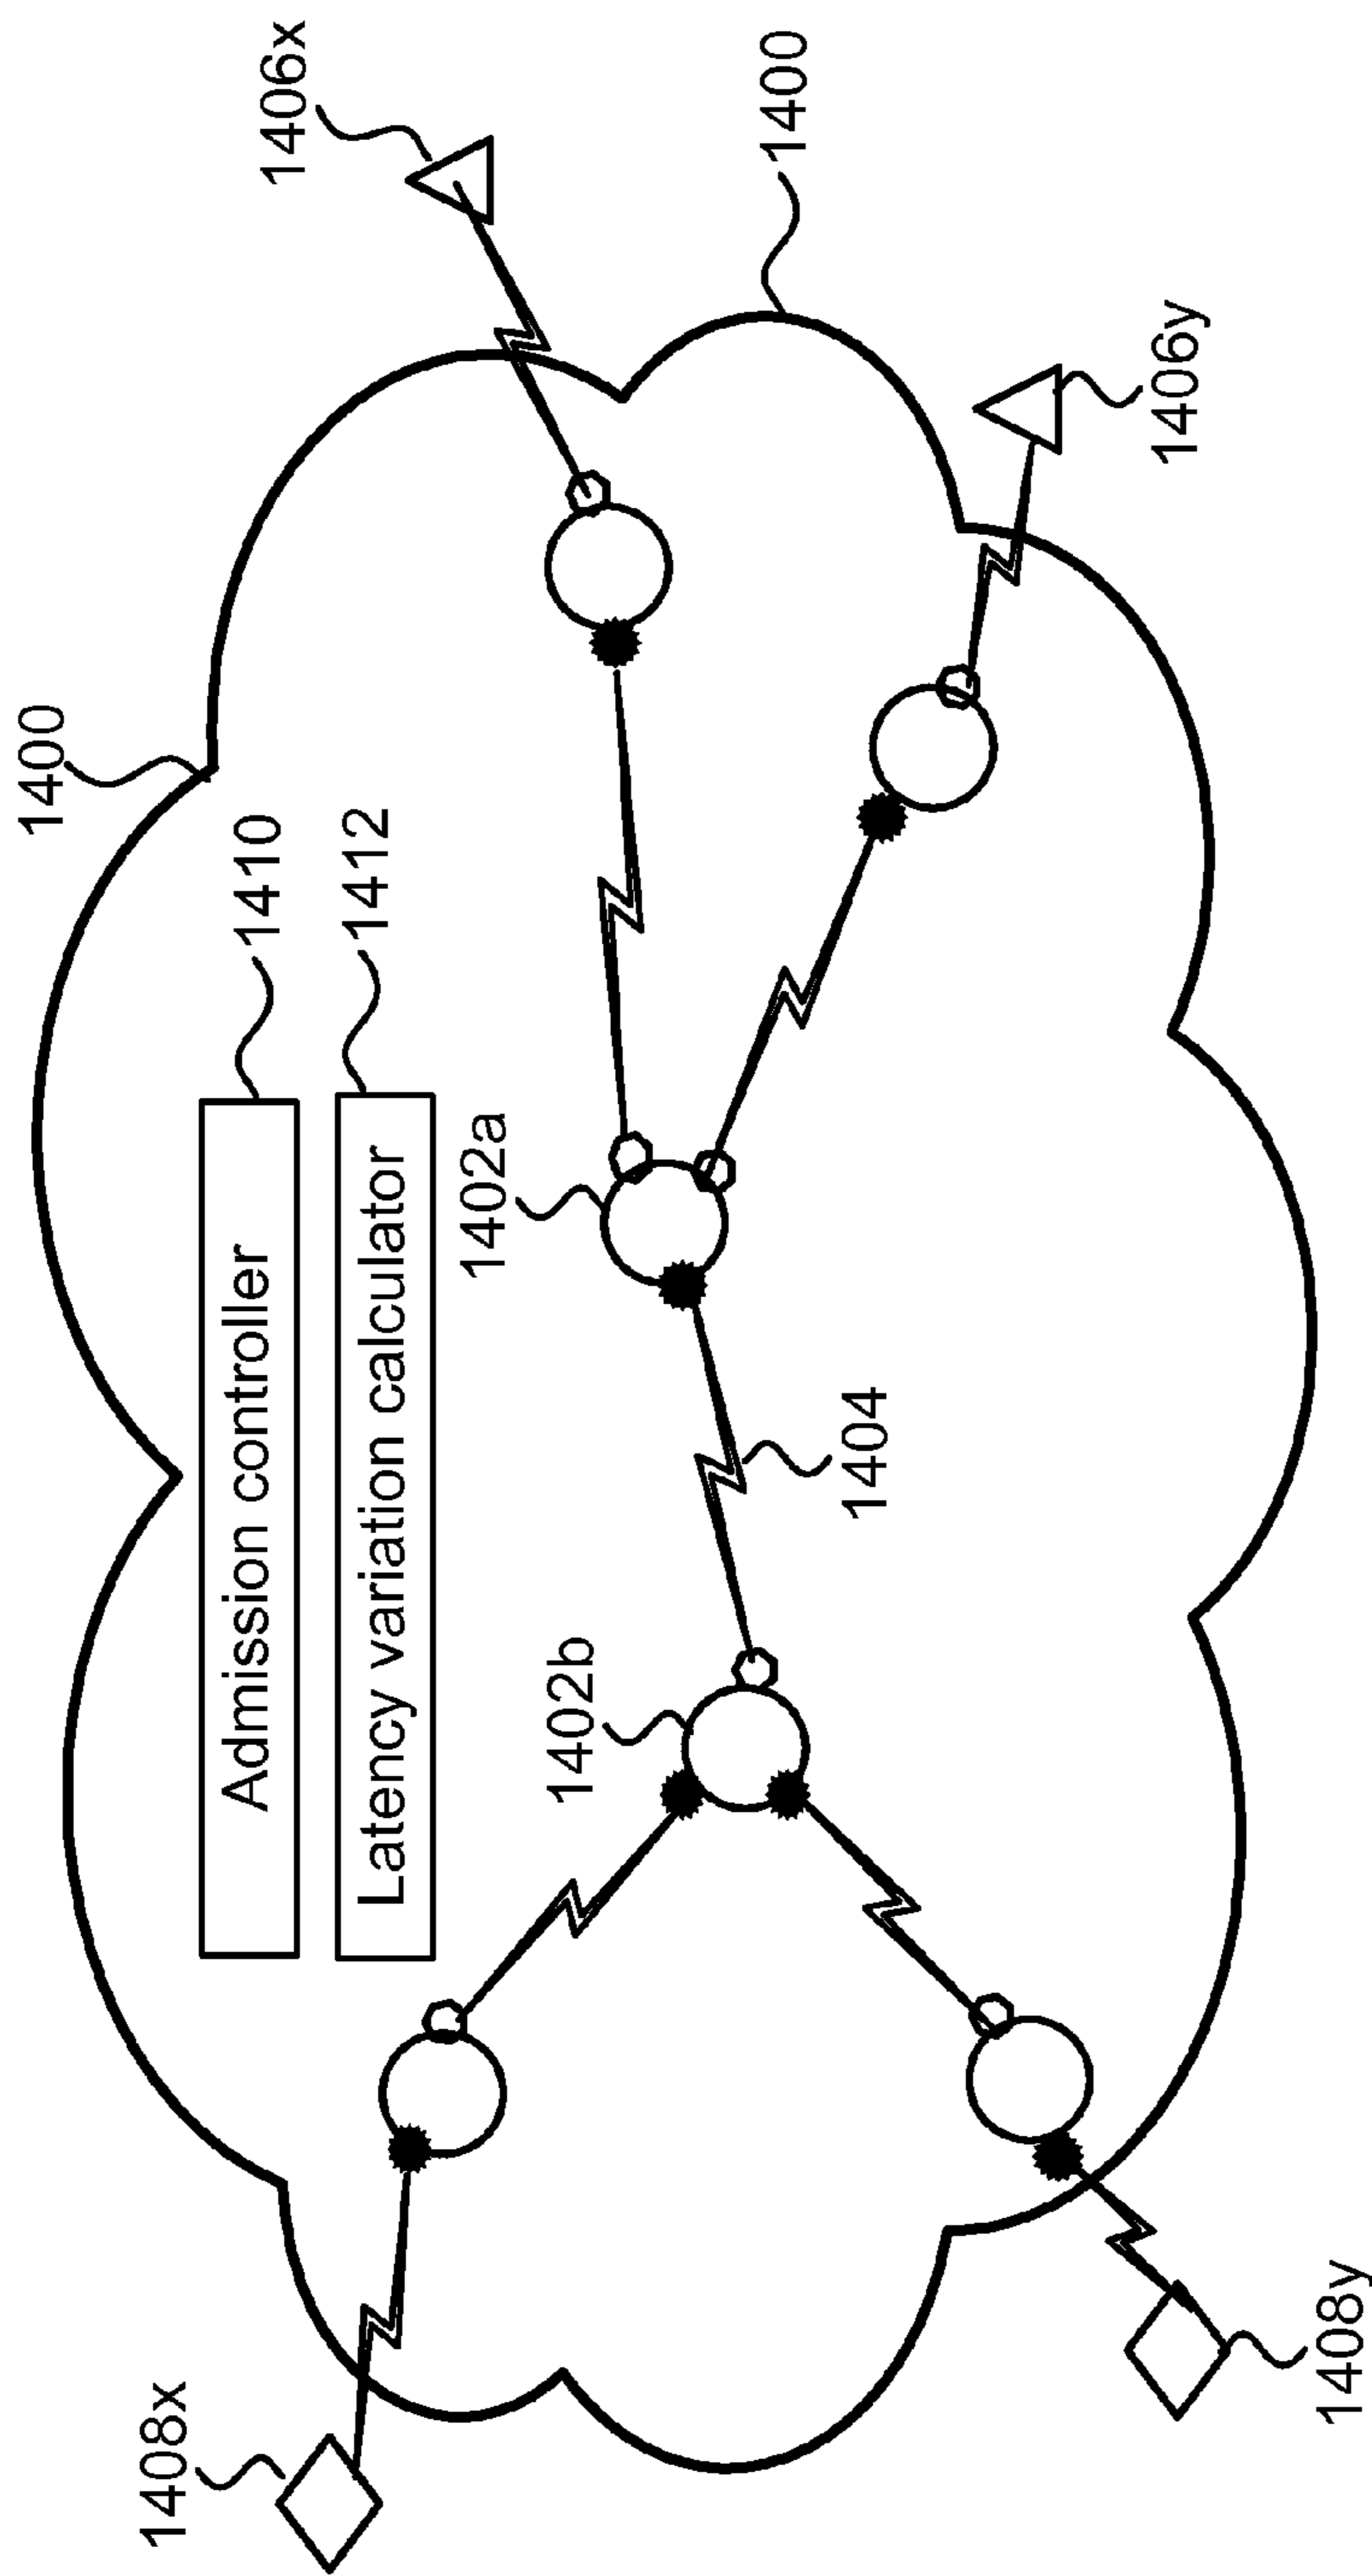 1400
1406x
1410
Admission controller
1412
Latency variation calculator
1400
1402a
1402b
1404
1406y
1408x
1408y